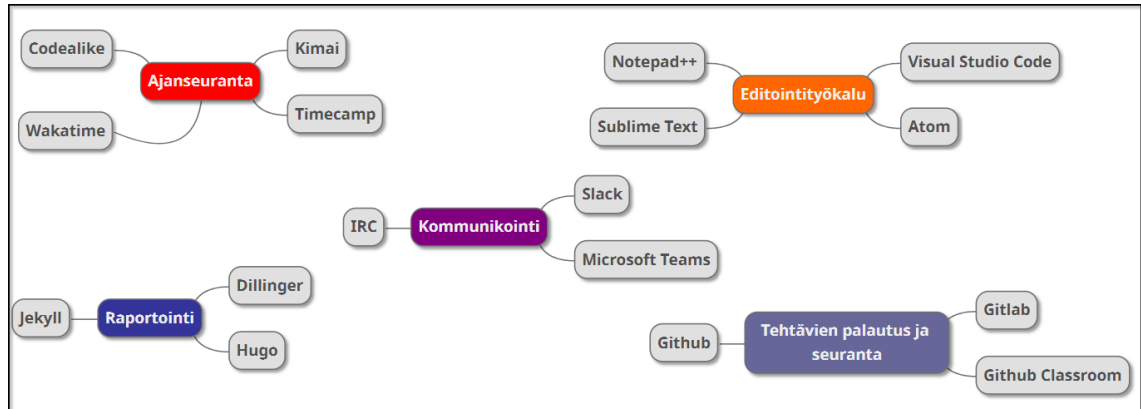 Codealike
Kimai
Ajanseuranta
Wakatime
Timecamp
Notepad++
Visual Studio Code
Editointityökalu
Sublime Text
Atom
Slack
IRC
Kommunikointi
Microsoft Teams
Dillinger
Jekyll
Raportointi
Hugo
Gitlab
Github
Tehtävien palautus ja
seuranta
Github Classroom